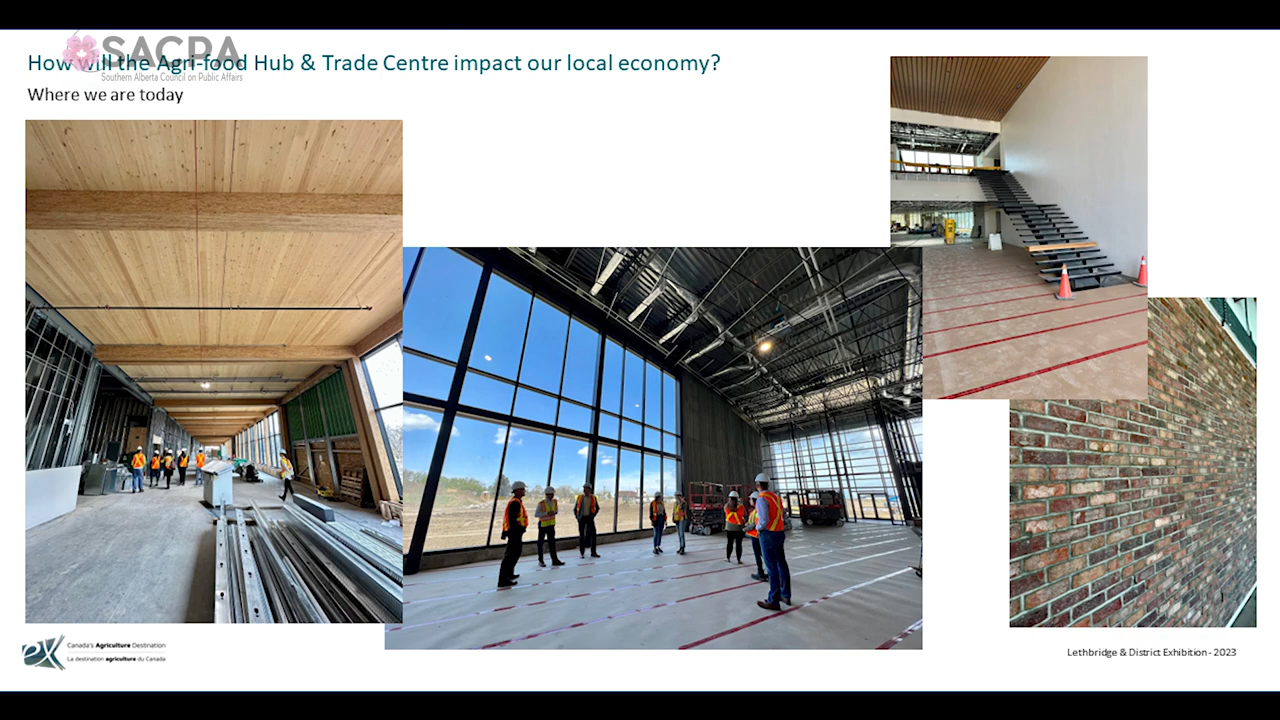 SACPA
Southern Alberta Council on Public Affairs
How will the Agri-food Hub & Trade Centre impact our local economy?
Where we are today
ex
Canada's Agriculture Destination
La destination agriculture du Canada
Lethbridge & District Exhibition - 2023